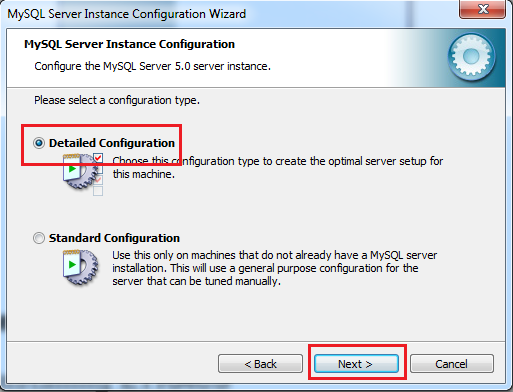 MySQL Server Instance Configuration Wizard
MySQL Server Instance Configuration
Configure the MySQL Server 5.0 server instance.
Please select a configuration type.
Detailed Configuration
Choose this configuration type to create the optimal server setup for
this machine.
Standard Configuration
Use this only on machines that do not already have a MySQL server
installation. This will use a general purpose configuration for the
server that can be tuned manually.
< Back
Next >
Cancel